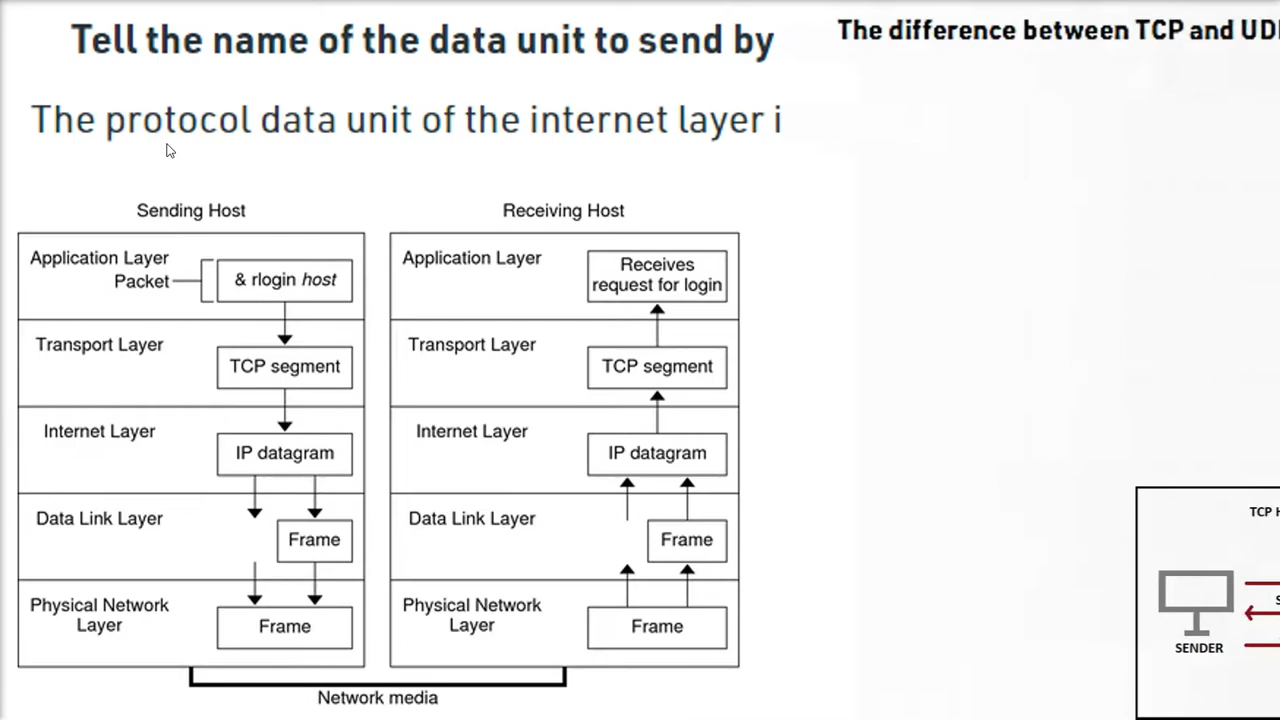 Tell the name of the data unit to send by
The protocol data unit of the internet layer i
Sending Host
Application Layer
Packet
& rlogin host
Transport Layer
TCP segment
Internet Layer
IP datagram
Data Link Layer
Frame
Physical Network
Layer
Frame
Receiving Host
Application Layer
Receives
request for login
Transport Layer
TCP segment
Internet Layer
IP datagram
Data Link Layer
Frame
Physical Network
Layer
Frame
Network media
The difference between TCP and UD
TCP
SENDER